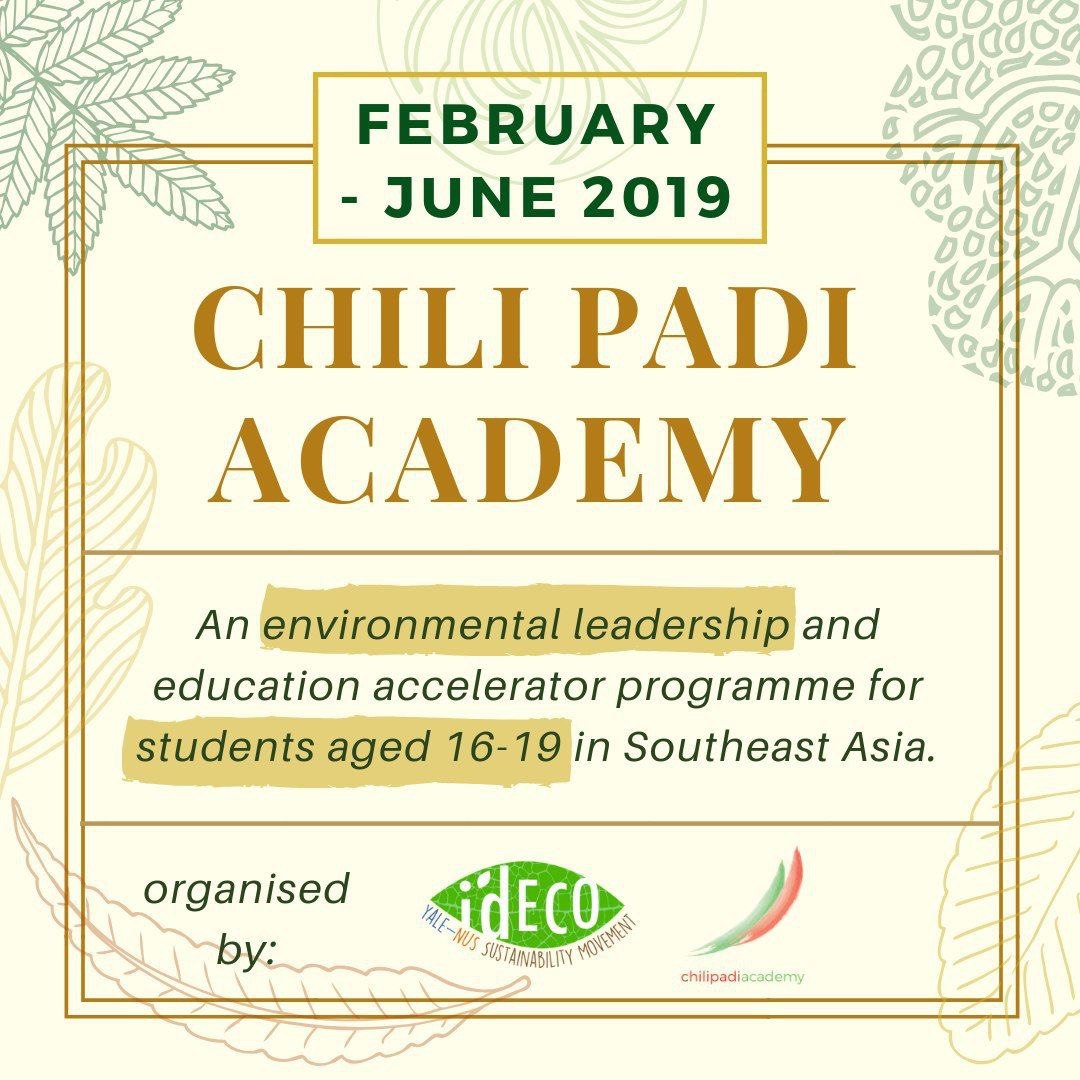 FEBRUARY
- JUNE 2019
CHILI PADI
ACADEMY
An environmental leadership and
education accelerator programme for
students aged 16-19 in Southeast Asia.
organised
by:
idECO
YALE-NUS SUSTAINABILITY MOVEMENT
chilipadiacademy